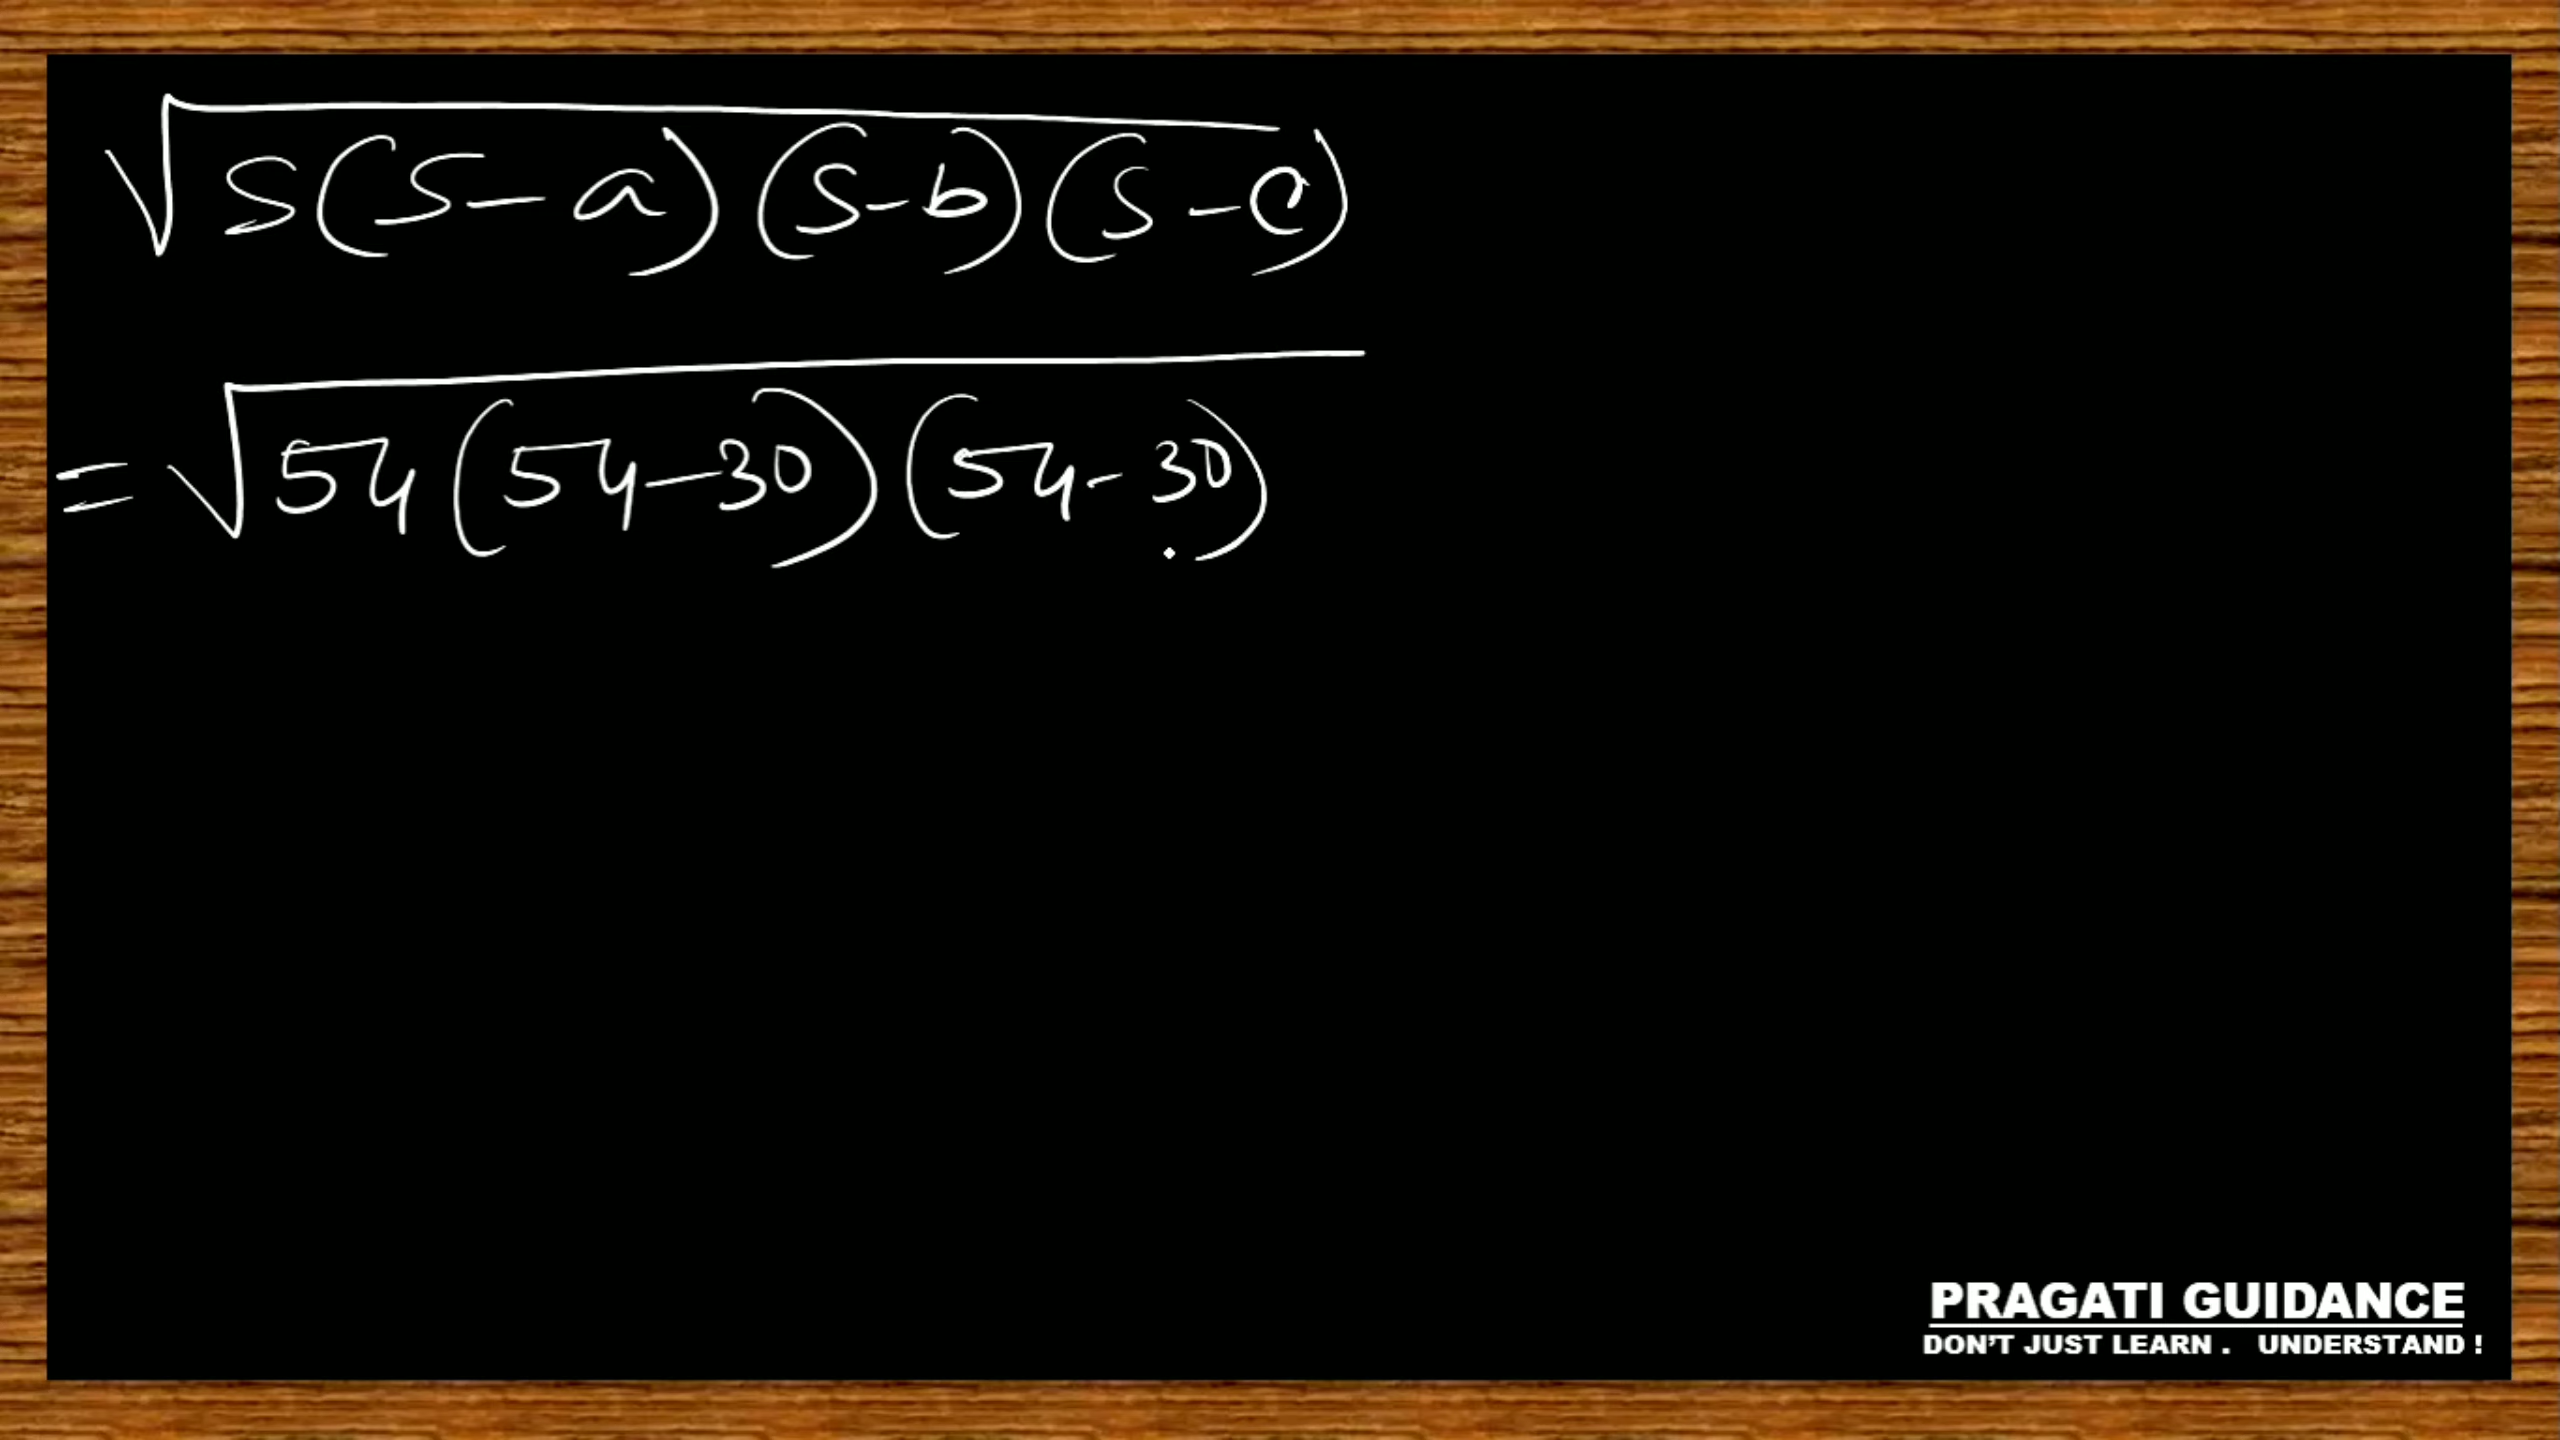 √s(s-a)(s-b)(s-c)
= √54(54-30)(54-30)
PRAGATI GUIDANCE
DON'T JUST LEARN. UNDERSTAND!